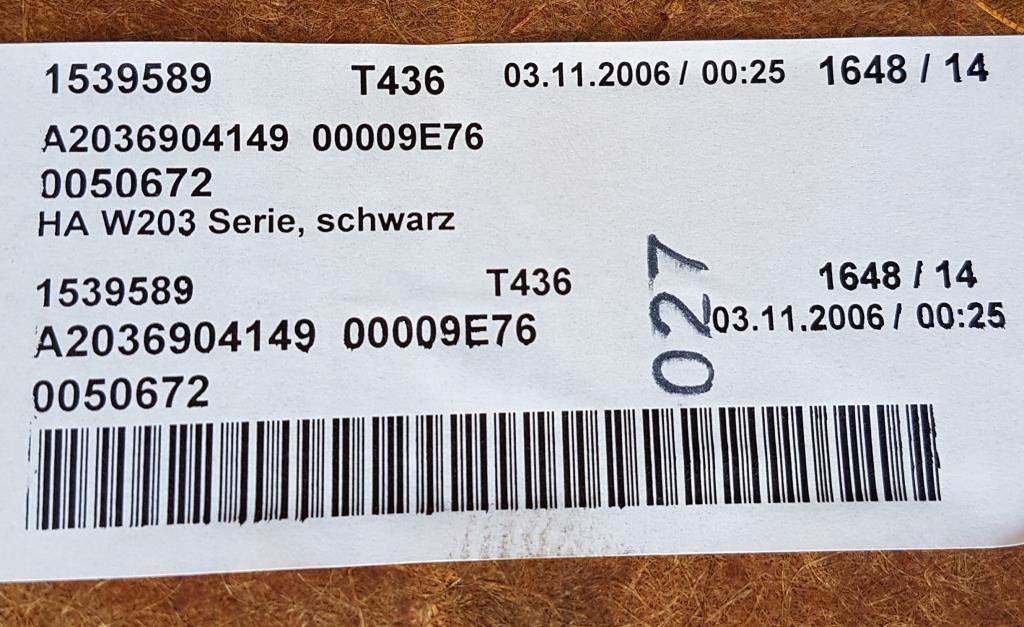 1539589 T436 03.11.2006 / 00:25 1648 / 14
A2036904149 00009E76
0050672
HA W203 Serie, schwarz
1539589 T436 1648 / 14
A2036904149 00009E76 03.11.2006 / 00:25
0050672
027